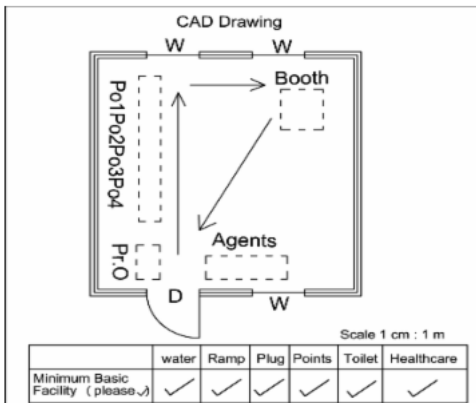 CAD Drawing
W W
Booth
Po1Po2Po3Po4
Pr.O
Agents
D
W
Scale 1 cm : 1 m
water Ramp Plug Points Toilet Healthcare
Minimum Basic
Facility ( please ✓) ✓ ✓ ✓ ✓ ✓ ✓